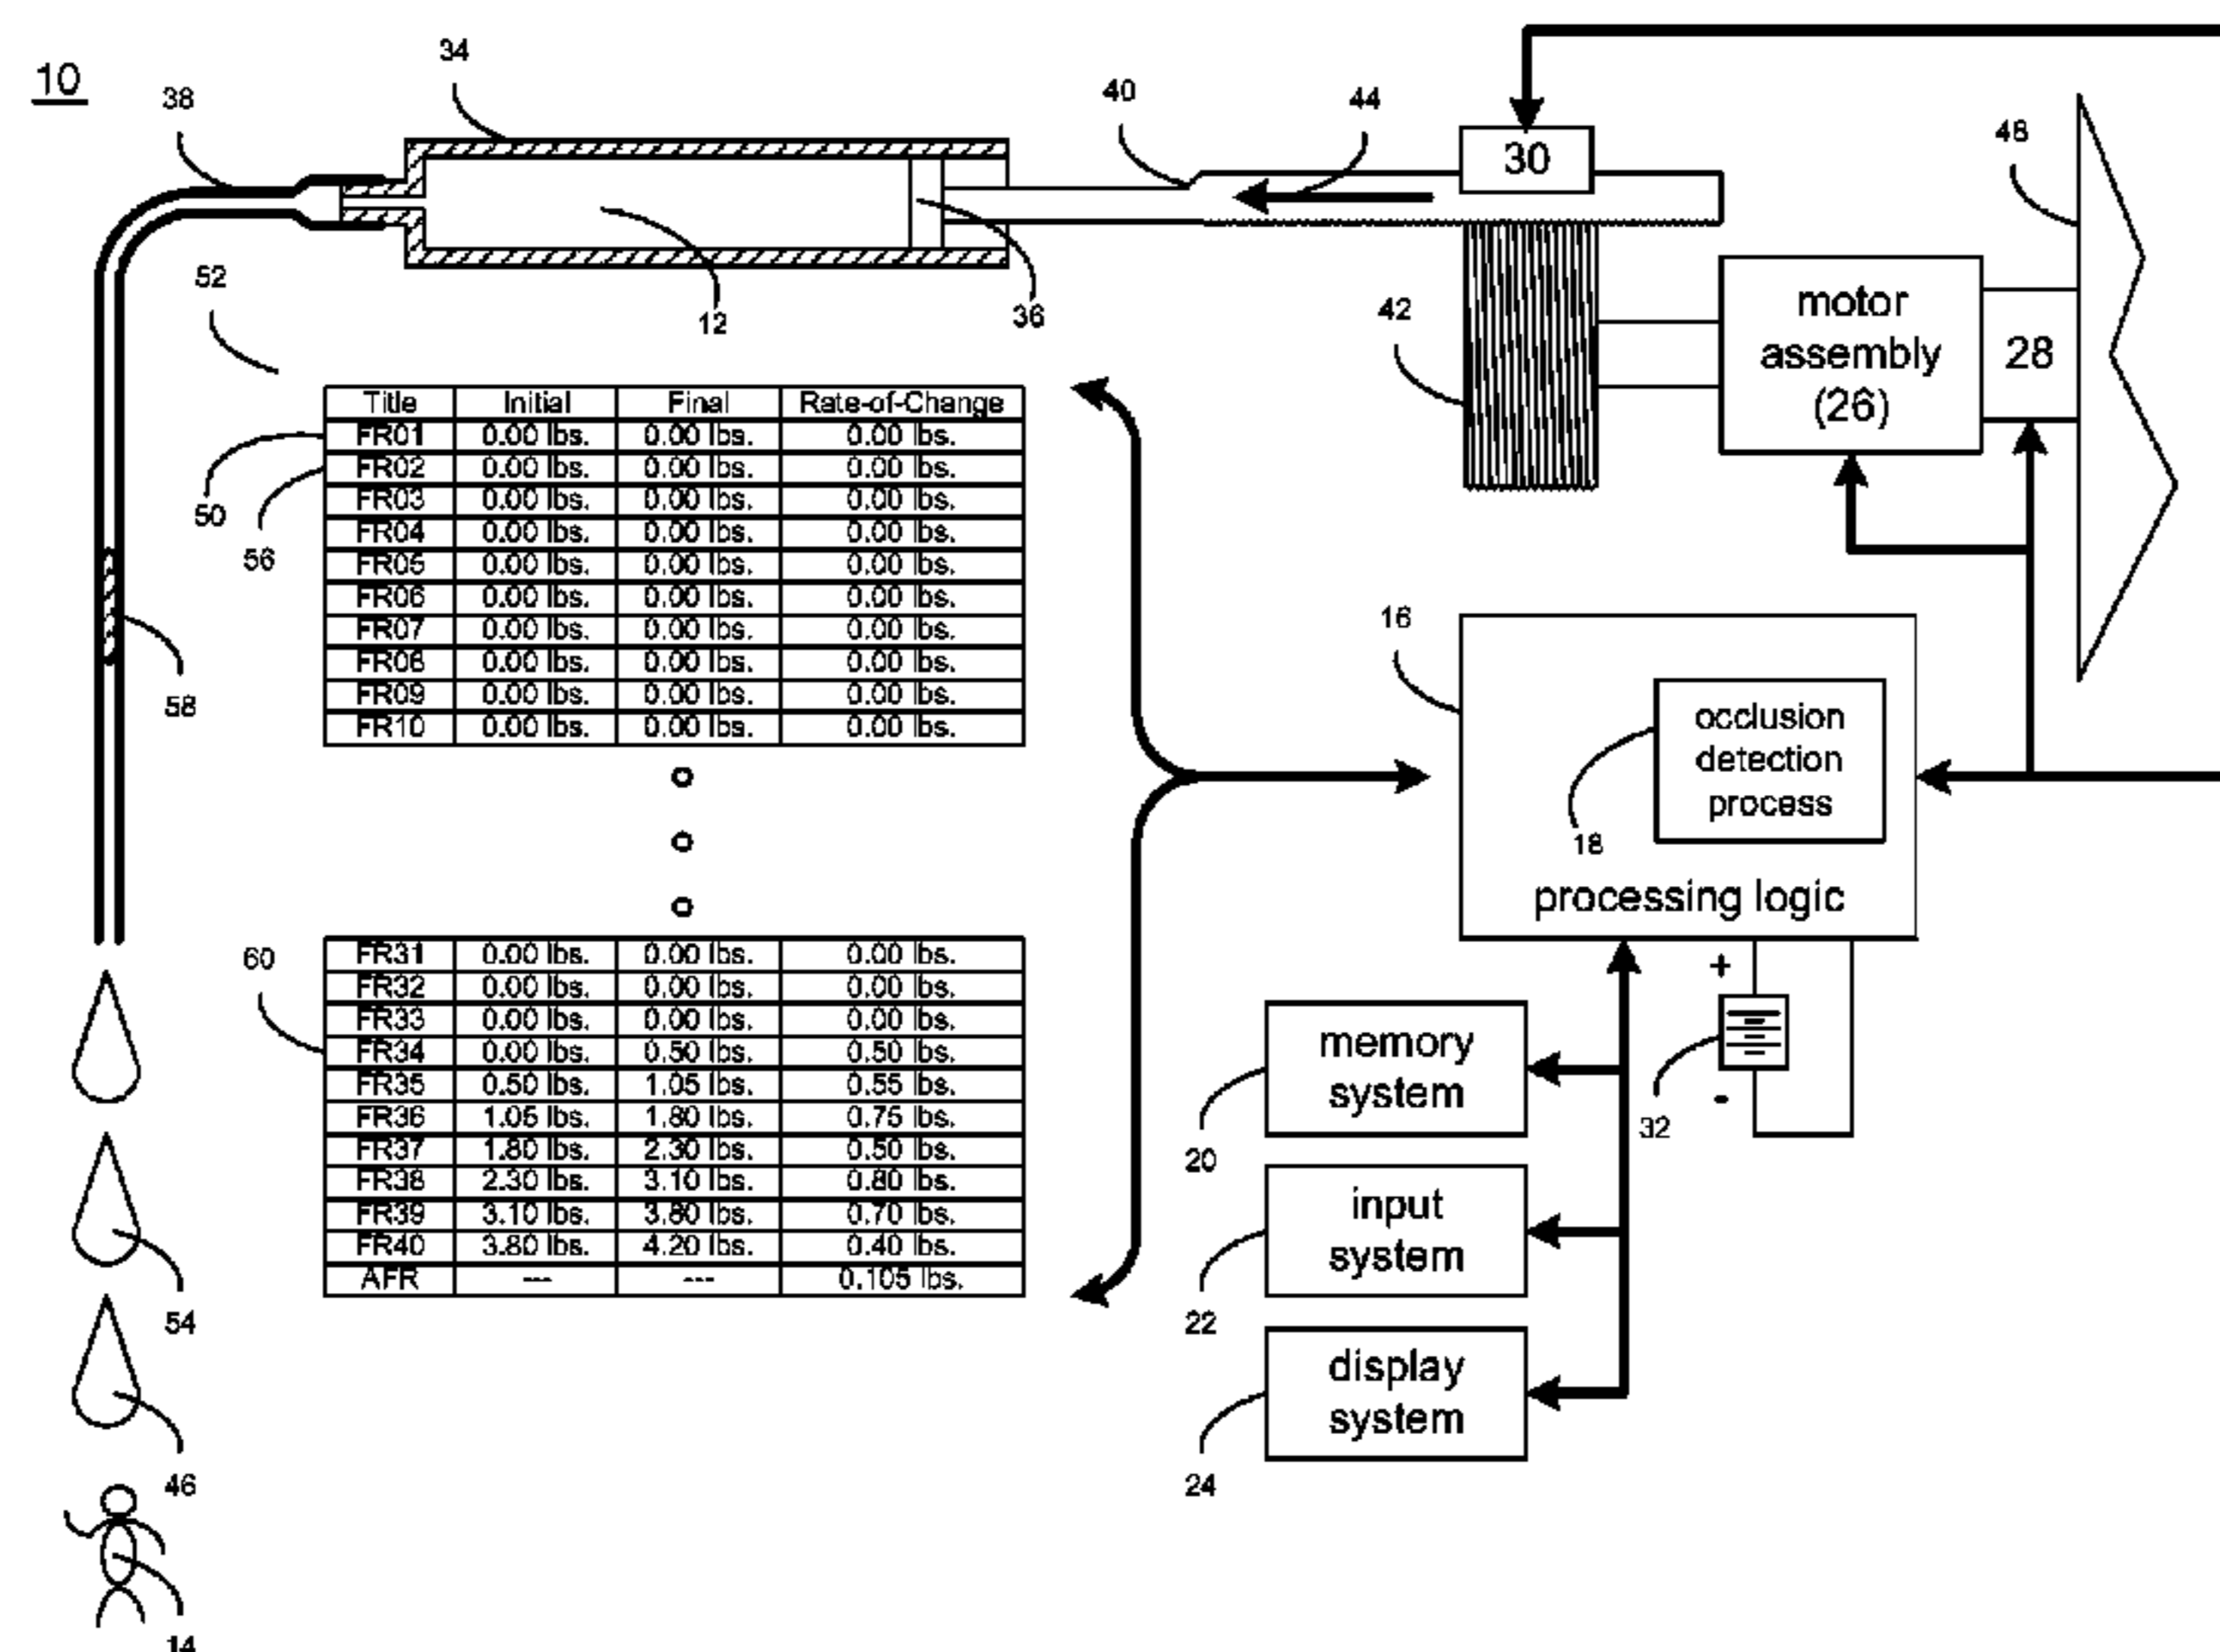 10
34
38
40
44
30
48
52
12
36
42
motor
assembly
(26)
28
Title Initial Final Rate-of-Change
FR01 0.00 lbs. 0.00 lbs. 0.00 lbs.
FR02 0.00 lbs. 0.00 lbs. 0.00 lbs.
FR03 0.00 lbs. 0.00 lbs. 0.00 lbs.
FR04 0.00 lbs. 0.00 lbs. 0.00 lbs.
FR05 0.00 lbs. 0.00 lbs. 0.00 lbs.
FR06 0.00 lbs. 0.00 lbs. 0.00 lbs.
FR07 0.00 lbs. 0.00 lbs. 0.00 lbs.
FR08 0.00 lbs. 0.00 lbs. 0.00 lbs.
FR09 0.00 lbs. 0.00 lbs. 0.00 lbs.
FR10 0.00 lbs. 0.00 lbs. 0.00 lbs.
50
56
58
16
occlusion
detection
process
18
processing logic
60
FR31 0.00 lbs. 0.00 lbs. 0.00 lbs.
FR32 0.00 lbs. 0.00 lbs. 0.00 lbs.
FR33 0.00 lbs. 0.00 lbs. 0.00 lbs.
FR34 0.00 lbs. 0.50 lbs. 0.50 lbs.
FR35 0.50 lbs. 1.05 lbs. 0.55 lbs.
FR36 1.05 lbs. 1.80 lbs. 0.75 lbs.
FR37 1.80 lbs. 2.30 lbs. 0.50 lbs.
FR38 2.30 lbs. 3.10 lbs. 0.80 lbs.
FR39 3.10 lbs. 3.80 lbs. 0.70 lbs.
FR40 3.80 lbs. 4.20 lbs. 0.40 lbs.
AFR --- --- 0.105 lbs.
+
-
32
memory
system
20
input
system
22
display
system
24
54
46
14